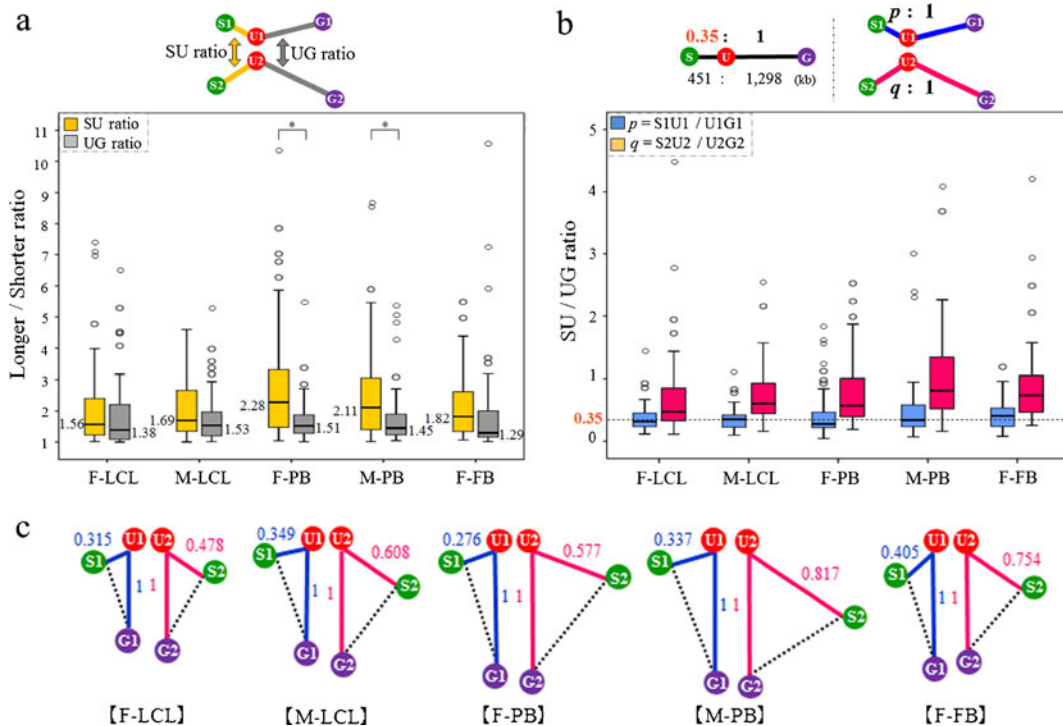 a
S1
U1
G1
SU ratio
UG ratio
U2
S2
G2
SU ratio
UG ratio
Longer / Shorter ratio
11
10
9
8
7
6
5
4
3
2
1
*
*
1.56
1.38
1.69
1.53
2.28
1.51
2.11
1.45
1.82
1.29
F-LCL
M-LCL
F-PB
M-PB
F-FB
b
0.35 : 1
S
U
G
451 : 1,298 (kb)
p : 1
S1
U1
G1
U2
S2
G2
q : 1
p = S1U1 / U1G1
q = S2U2 / U2G2
SU / UG ratio
5
4
3
2
1
0.35
0
F-LCL
M-LCL
F-PB
M-PB
F-FB
c
0.315
U1
U2
0.478
S1
S2
1
1
G1
G2
【F-LCL】
0.349
U1
U2
0.608
S1
S2
1
1
G1
G2
【M-LCL】
0.276
U1
U2
0.577
S1
S2
1
1
G1
G2
【F-PB】
0.337
U1
U2
0.817
S1
S2
1
1
G1
G2
【M-PB】
0.405
U1
U2
0.754
S1
S2
1
1
G1
G2
【F-FB】